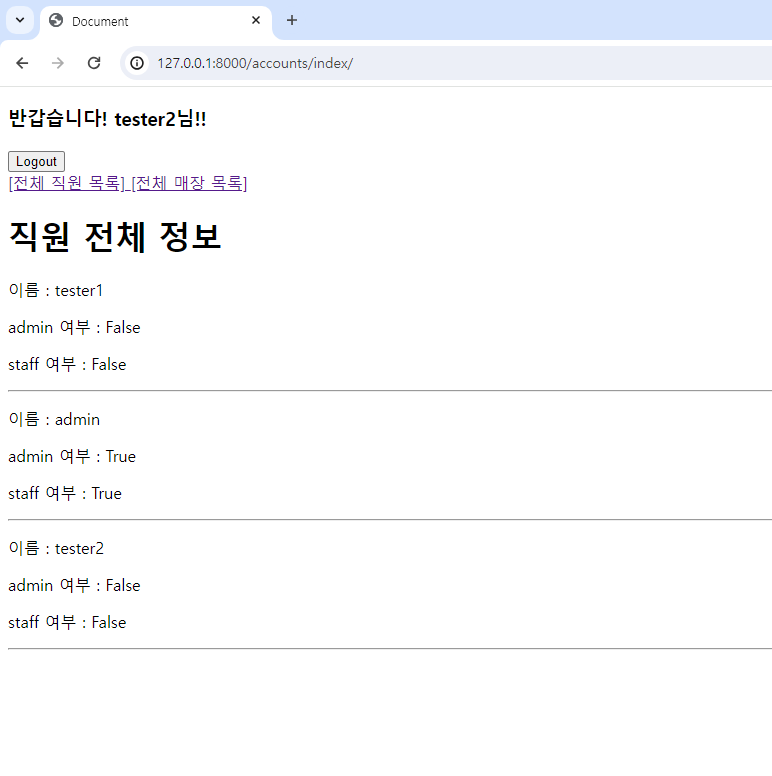 Document
127.0.0.1:8000/accounts/index/
반갑습니다! tester2님!!
Logout
[전체 직원 목록] [전체 매장 목록]
직원 전체 정보
이름 : tester1
admin 여부 : False
staff 여부 : False
이름 : admin
admin 여부 : True
staff 여부 : True
이름 : tester2
admin 여부 : False
staff 여부 : False